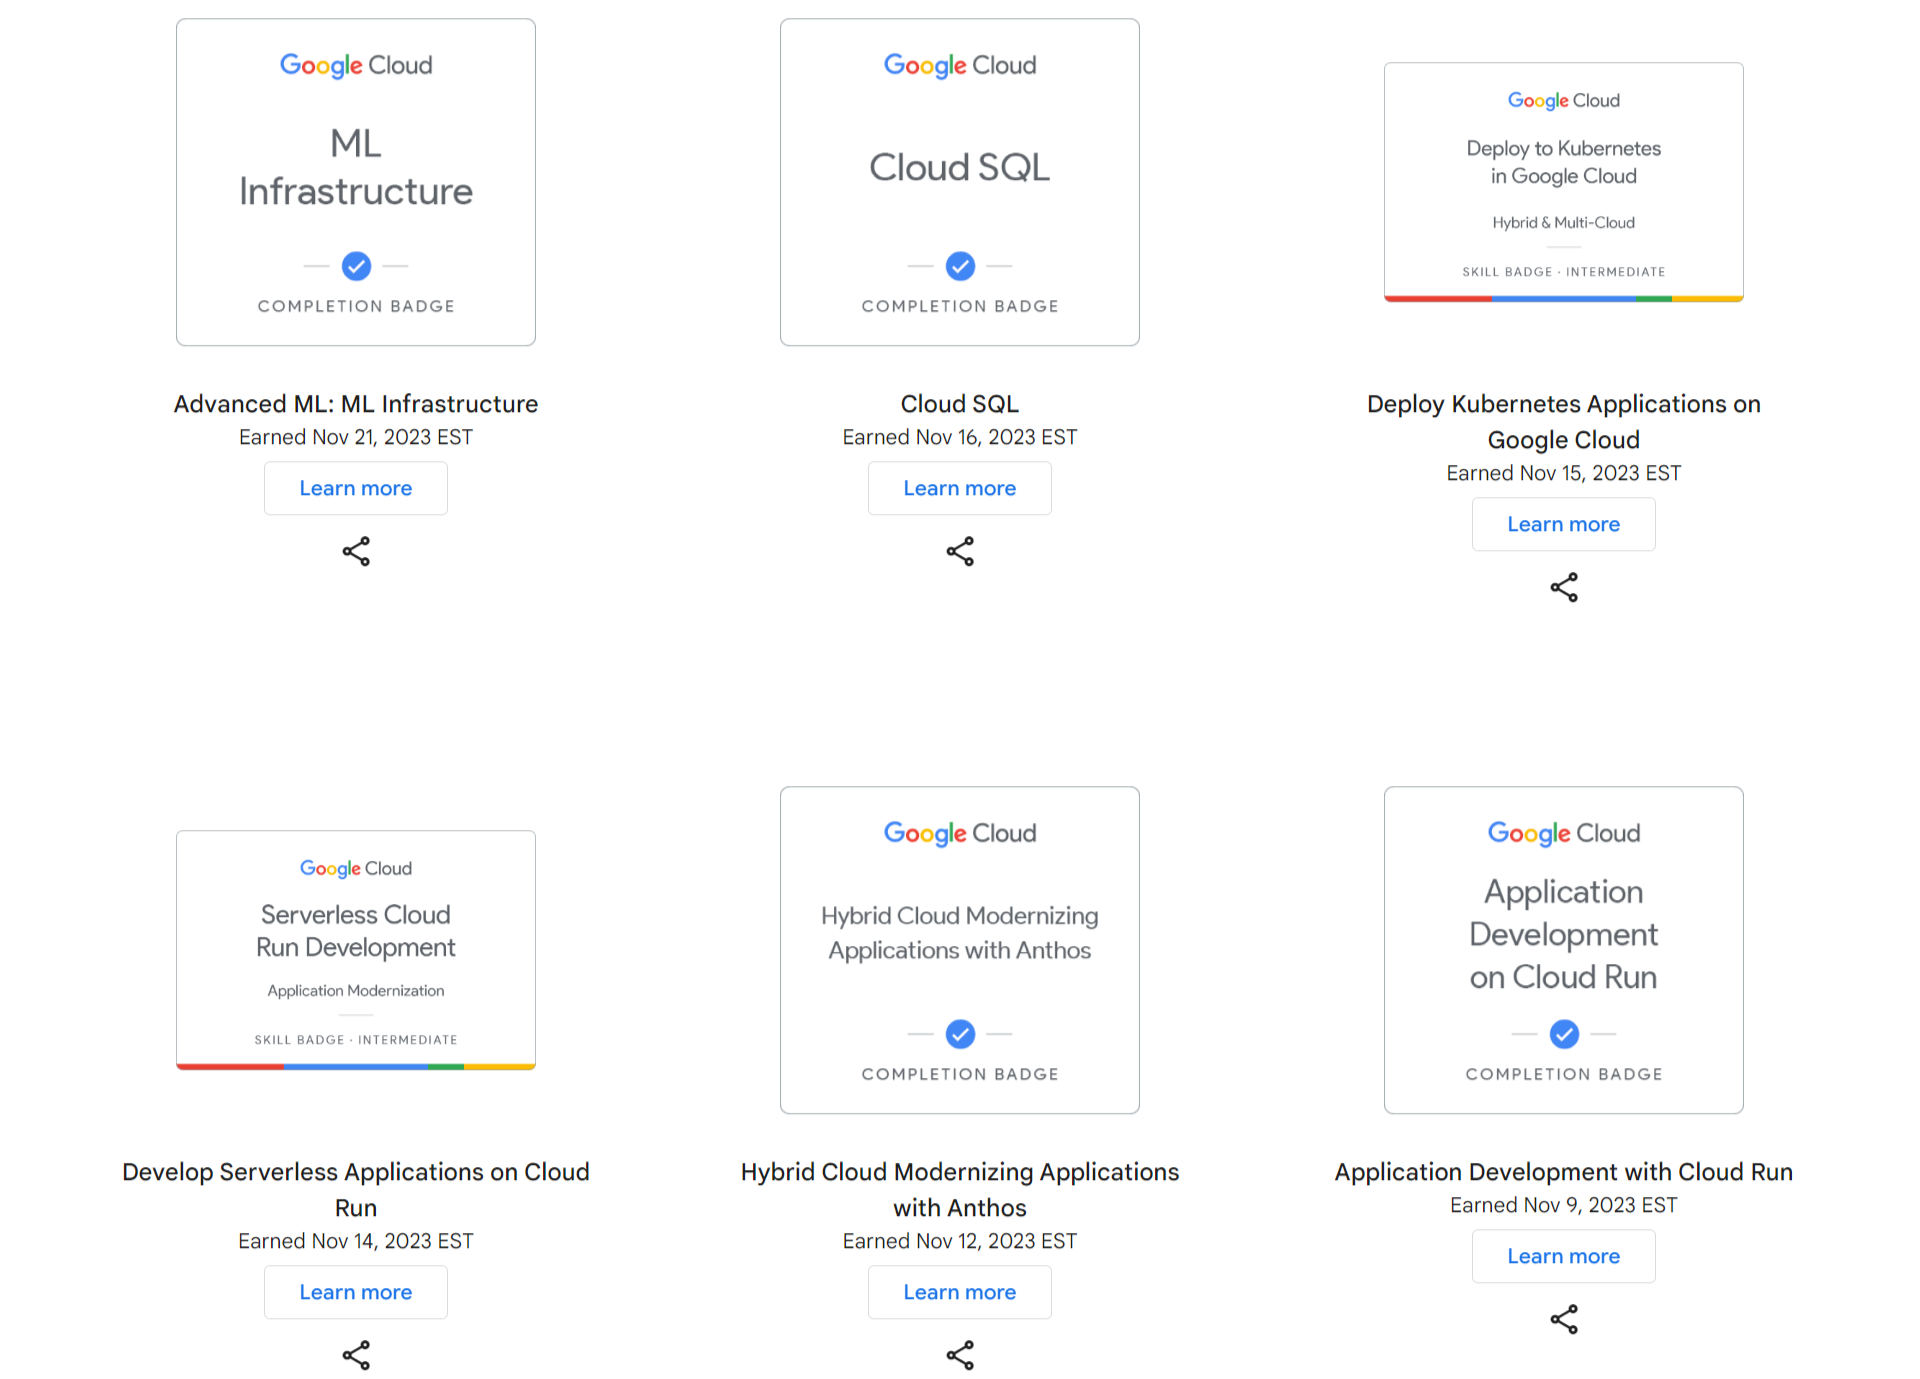 Google Cloud
ML
Infrastructure
COMPLETION BADGE
Advanced ML: ML Infrastructure
Earned Nov 21, 2023 EST
Learn more
Google Cloud
Cloud SQL
COMPLETION BADGE
Cloud SQL
Earned Nov 16, 2023 EST
Learn more
Google Cloud
Deploy to Kubernetes
in Google Cloud
Hybrid & Multi-Cloud
SKILL BADGE · INTERMEDIATE
Deploy Kubernetes Applications on
Google Cloud
Earned Nov 15, 2023 EST
Learn more
Google Cloud
Serverless Cloud
Run Development
Application Modernization
SKILL BADGE · INTERMEDIATE
Develop Serverless Applications on Cloud
Run
Earned Nov 14, 2023 EST
Learn more
Google Cloud
Hybrid Cloud Modernizing
Applications with Anthos
COMPLETION BADGE
Hybrid Cloud Modernizing Applications
with Anthos
Earned Nov 12, 2023 EST
Learn more
Google Cloud
Application
Development
on Cloud Run
COMPLETION BADGE
Application Development with Cloud Run
Earned Nov 9, 2023 EST
Learn more